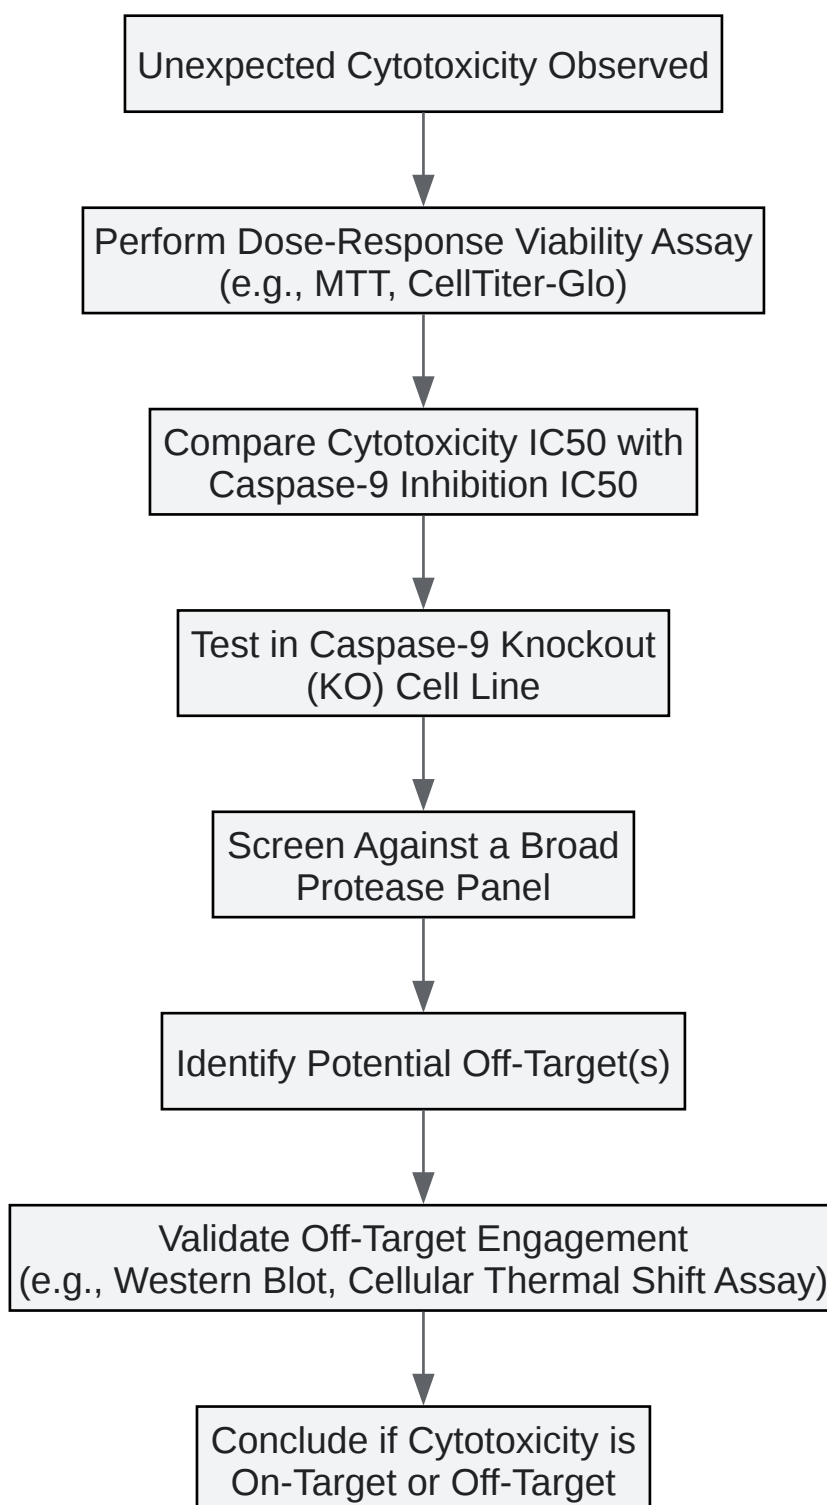 Unexpected Cytotoxicity Observed
Perform Dose-Response Viability Assay
(e.g., MTT, CellTiter-Glo)
Compare Cytotoxicity IC50 with
Caspase-9 Inhibition IC50
Test in Caspase-9 Knockout
(KO) Cell Line
Screen Against a Broad
Protease Panel
Identify Potential Off-Target(s)
Validate Off-Target Engagement
(e.g., Western Blot, Cellular Thermal Shift Assay)
Conclude if Cytotoxicity is
On-Target or Off-Target